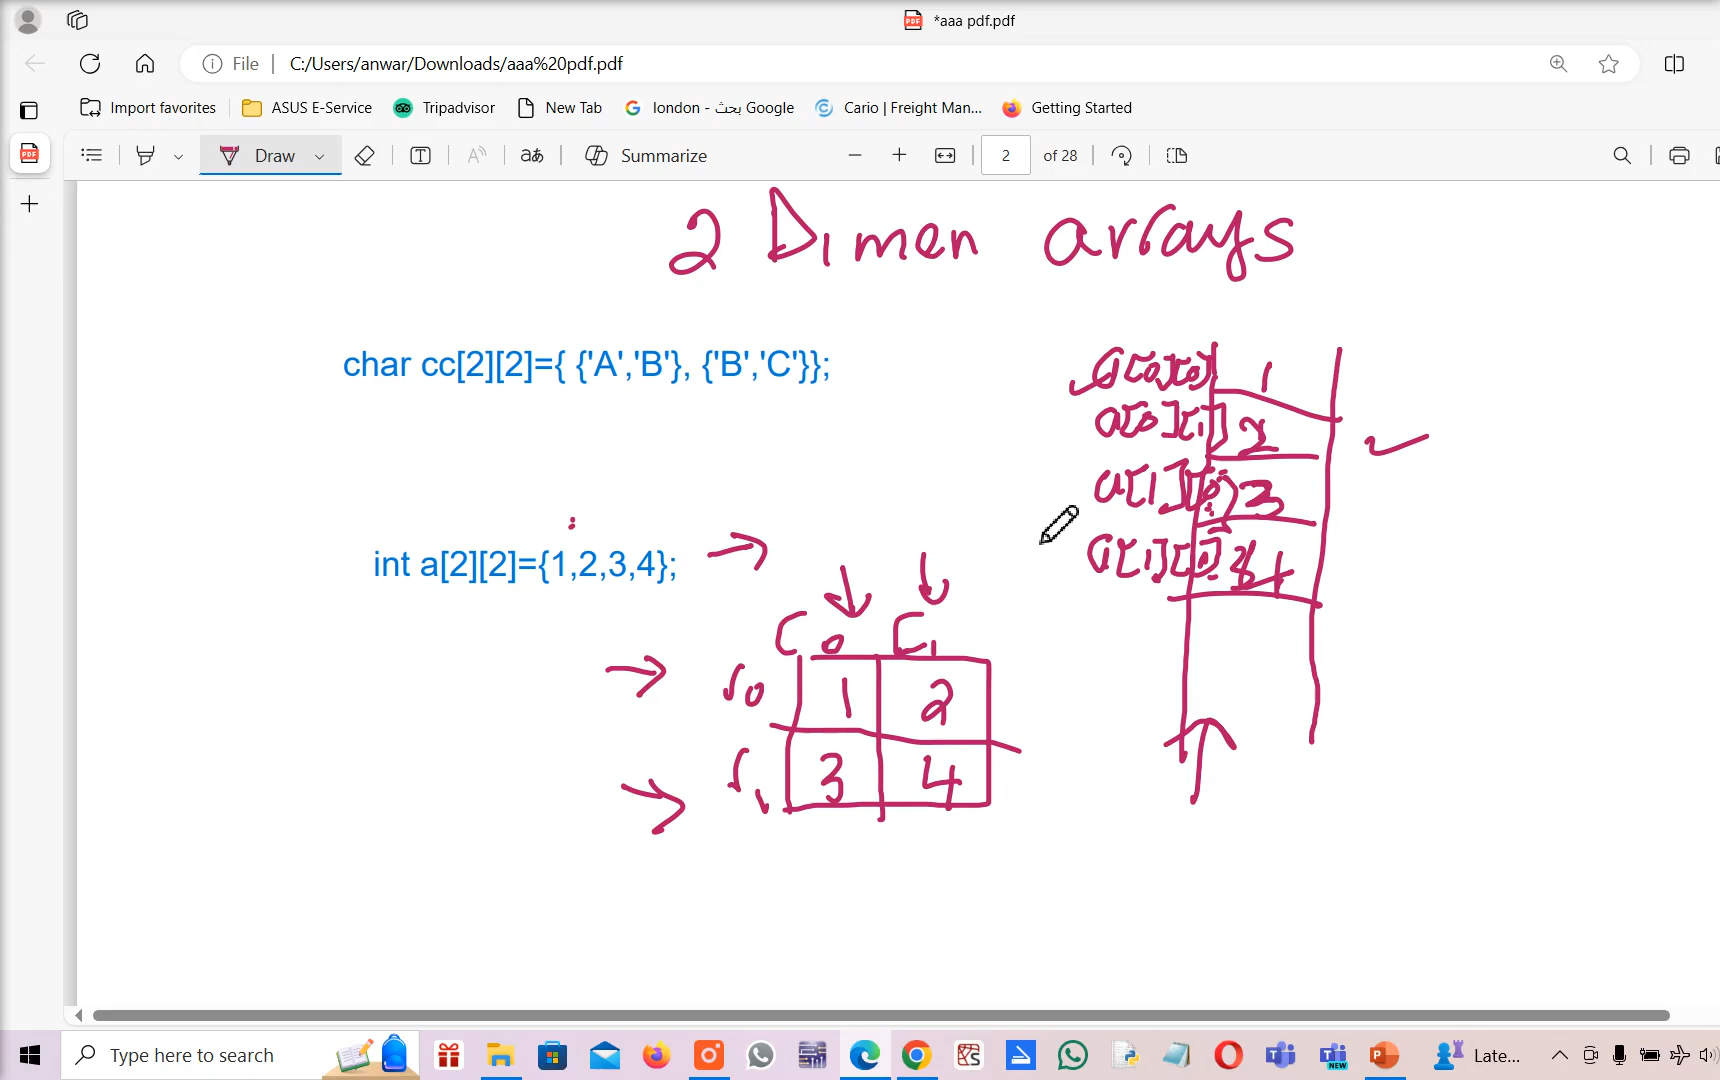 *aaa pdf.pdf
File C:/Users/anwar/Downloads/aaa%20pdf.pdf
Import favorites ASUS E-Service Tripadvisor New Tab london - بحث Google Cario | Freight Man... Getting Started
Draw Summarize 2 of 28
2 Dimen arrays
char cc[2][2]={ {'A','B'}, {'B','C'}};
a[0][0] 1
a[0][1] 2
a[1][0] 3
a[1][1] 4
int a[2][2]={1,2,3,4};
C0 C1
r0 1 2
r1 3 4
Type here to search Late...